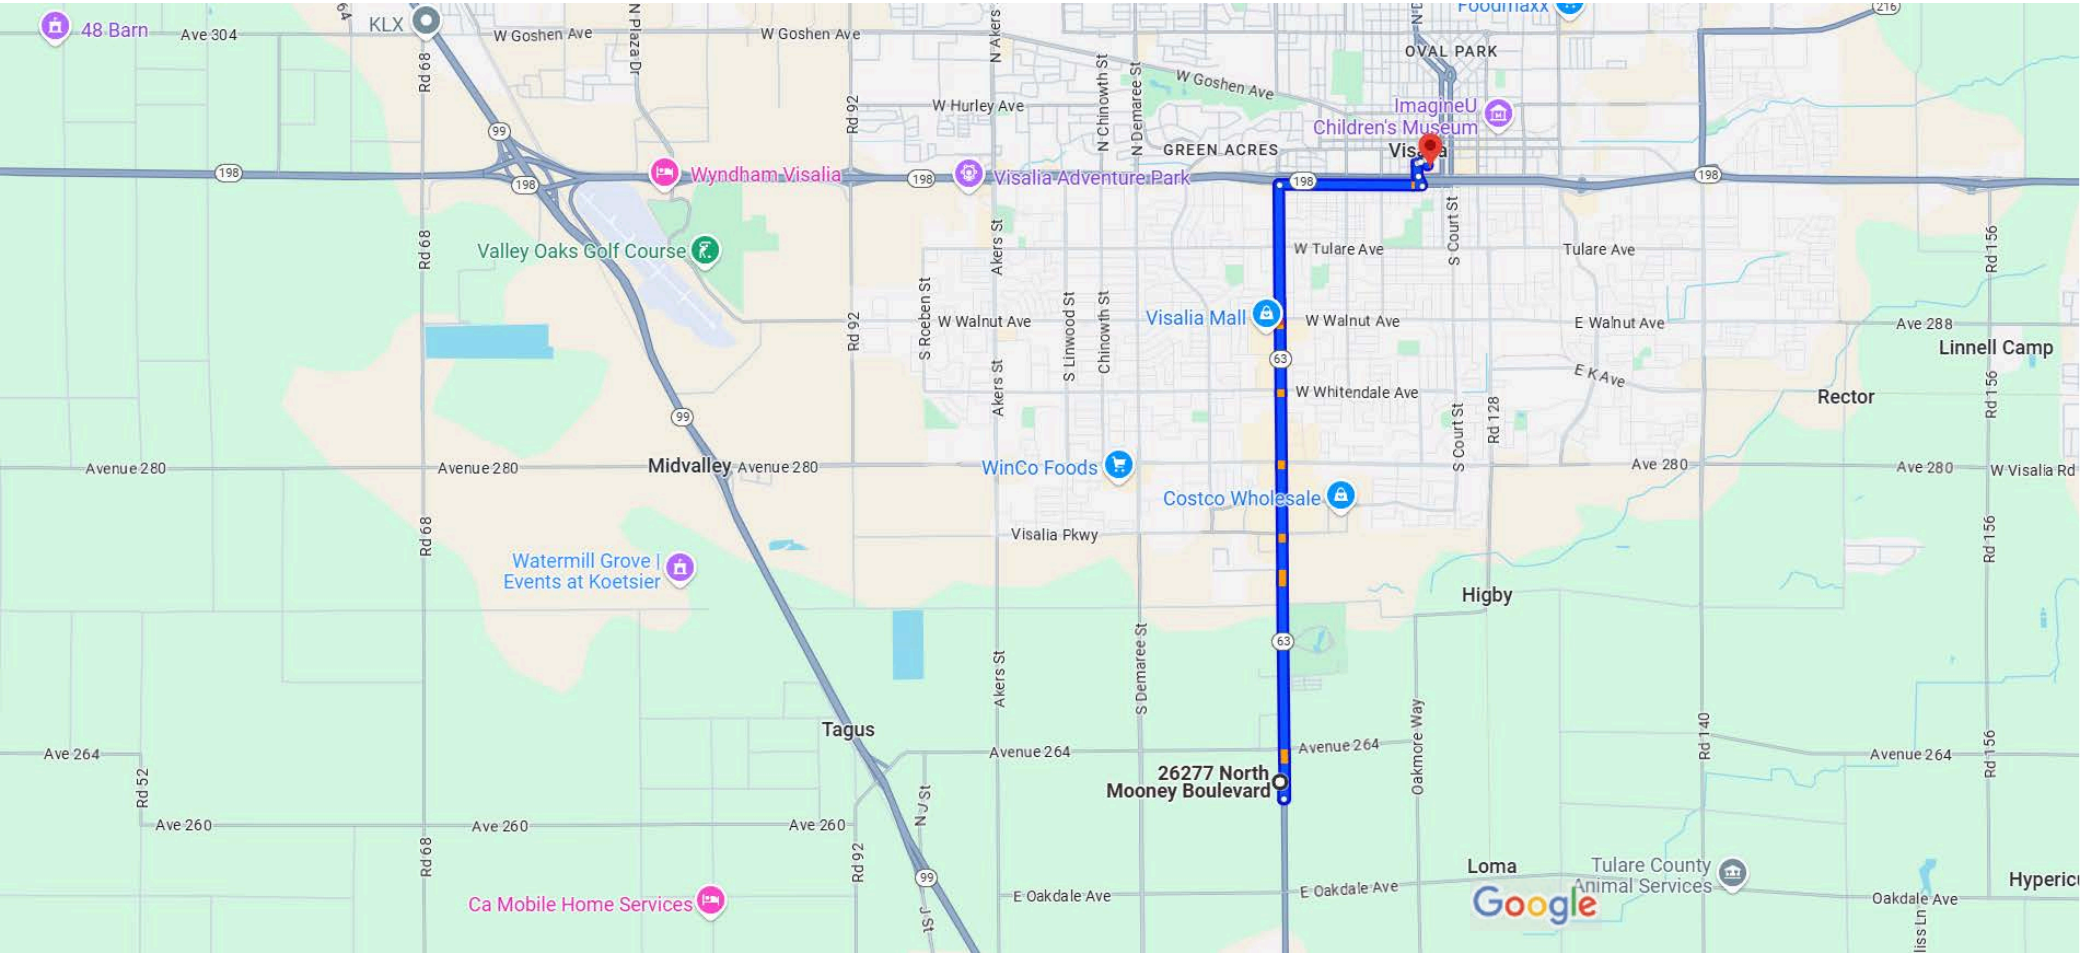 64
N Plaza Dr
N Akers
N D
Foodmaxx
216
48 Barn
Ave 304
KLX
W Goshen Ave
W Goshen Ave
OVAL PARK
Rd 68
N Chinowth St
N Demaree St
W Goshen Ave
W Hurley Ave
Rd 92
ImagineU
Children's Museum
99
GREEN ACRES
198
198
Wyndham Visalia
198
Visalia Adventure Park
198
198
Rd 68
Valley Oaks Golf Course
Akers St
W Tulare Ave
S Court St
Tulare Ave
Rd 156
S Roeben St
W Walnut Ave
S Linwood St
Chinowth St
Rd 92
Visalia Mall
W Walnut Ave
E Walnut Ave
Ave 288
Linnell Camp
63
Akers St
W Whitendale Ave
E K Ave
Rector
Rd 156
99
S Court St
Rd 128
Avenue 280
Avenue 280
Midvalley
Avenue 280
WinCo Foods
Ave 280
Ave 280
W Visalia Rd
Costco Wholesale
Rd 68
Visalia Pkwy
Rd 156
Watermill Grove |
Events at Koetsier
Higby
63
Akers St
S Demaree St
Tagus
Oakmore Way
Rd 140
Rd 156
Ave 264
Avenue 264
Avenue 264
Avenue 264
Rd 52
26277 North
Mooney Boulevard
N J St
Ave 260
Ave 260
Ave 260
Rd 68
Rd 92
99
Loma
Tulare County
Animal Services
Ca Mobile Home Services
E Oakdale Ave
E Oakdale Ave
Google
Oakdale Ave
Hypericu
J St
liss Ln